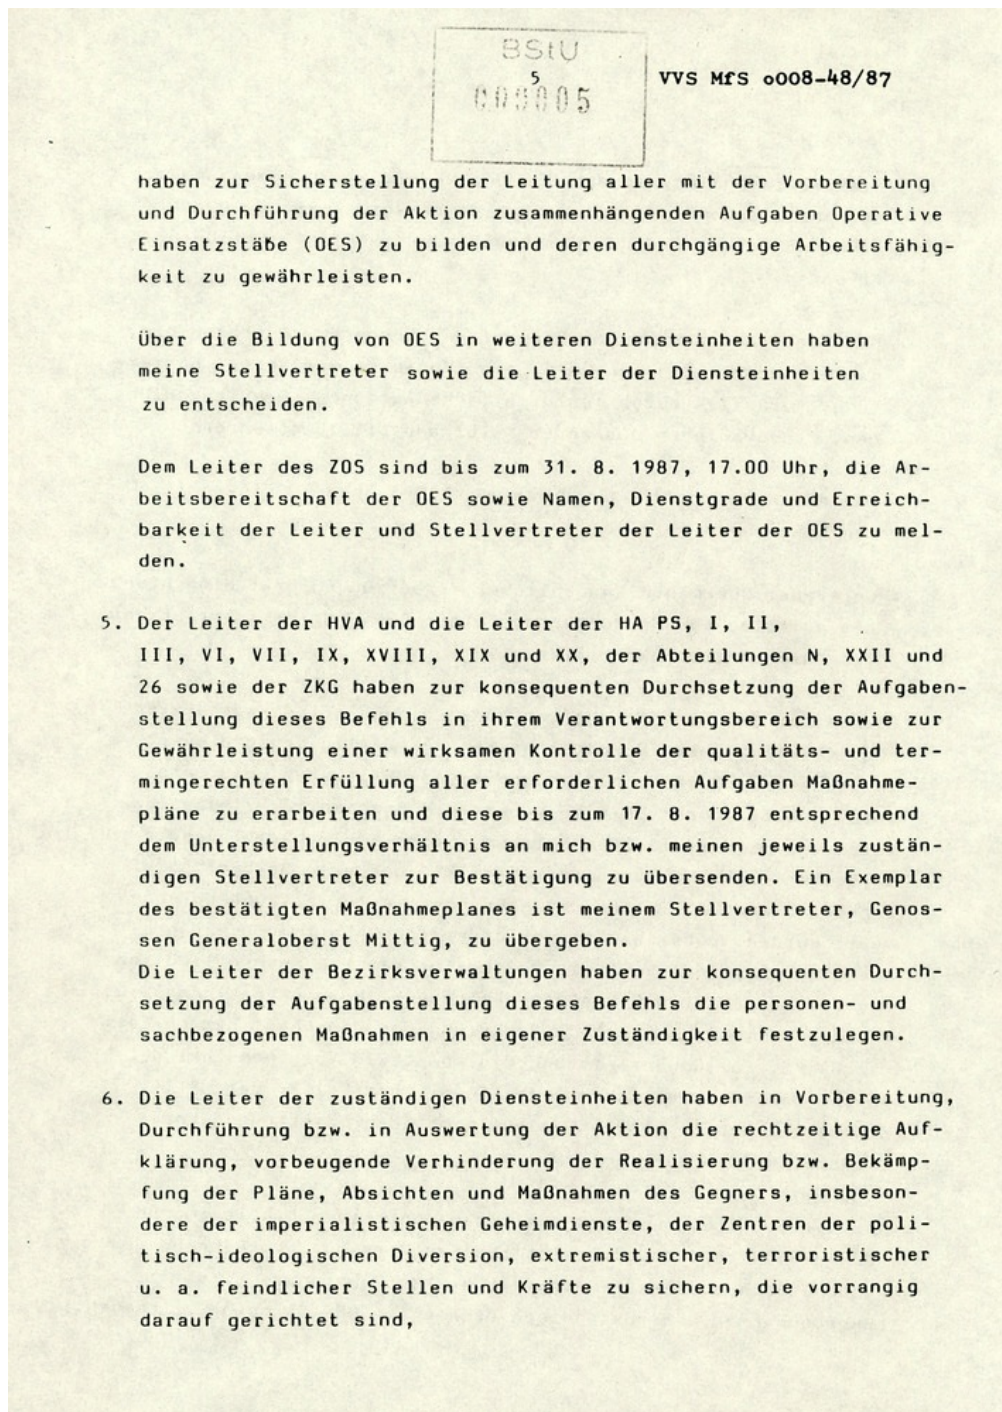 BStU
5
000005
VVS MfS o008-48/87
haben zur Sicherstellung der Leitung aller mit der Vorbereitung
und Durchführung der Aktion zusammenhängenden Aufgaben Operative
Einsatzstäbe (OES) zu bilden und deren durchgängige Arbeitsfähig-
keit zu gewährleisten.
Über die Bildung von OES in weiteren Diensteinheiten haben
meine Stellvertreter sowie die Leiter der Diensteinheiten
zu entscheiden.
Dem Leiter des ZOS sind bis zum 31. 8. 1987, 17.00 Uhr, die Ar-
beitsbereitschaft der OES sowie Namen, Dienstgrade und Erreich-
barkeit der Leiter und Stellvertreter der Leiter der OES zu mel-
den.
5. Der Leiter der HVA und die Leiter der HA PS, I, II,
III, VI, VII, IX, XVIII, XIX und XX, der Abteilungen N, XXII und
26 sowie der ZKG haben zur konsequenten Durchsetzung der Aufgaben-
stellung dieses Befehls in ihrem Verantwortungsbereich sowie zur
Gewährleistung einer wirksamen Kontrolle der qualitäts- und ter-
mingerechten Erfüllung aller erforderlichen Aufgaben Maßnahme-
pläne zu erarbeiten und diese bis zum 17. 8. 1987 entsprechend
dem Unterstellungsverhältnis an mich bzw. meinen jeweils zustän-
digen Stellvertreter zur Bestätigung zu übersenden. Ein Exemplar
des bestätigten Maßnahmeplanes ist meinem Stellvertreter, Genos-
sen Generaloberst Mittig, zu übergeben.
Die Leiter der Bezirksverwaltungen haben zur konsequenten Durch-
setzung der Aufgabenstellung dieses Befehls die personen- und
sachbezogenen Maßnahmen in eigener Zuständigkeit festzulegen.
6. Die Leiter der zuständigen Diensteinheiten haben in Vorbereitung,
Durchführung bzw. in Auswertung der Aktion die rechtzeitige Auf-
klärung, vorbeugende Verhinderung der Realisierung bzw. Bekämp-
fung der Pläne, Absichten und Maßnahmen des Gegners, insbeson-
dere der imperialistischen Geheimdienste, der Zentren der poli-
tisch-ideologischen Diversion, extremistischer, terroristischer
u. a. feindlicher Stellen und Kräfte zu sichern, die vorrangig
darauf gerichtet sind,